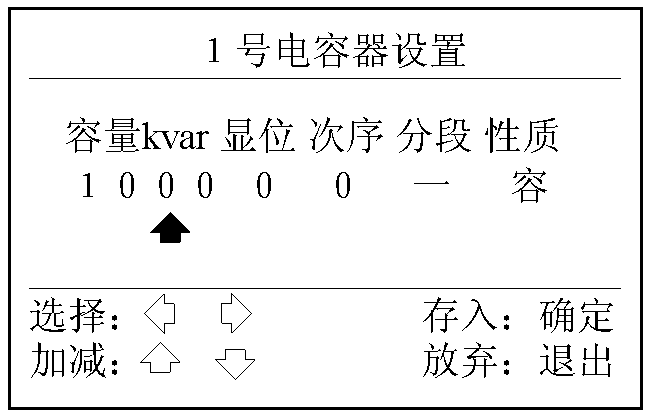 1 号电容器设置
容量kvar 显位 次序 分段 性质
1 0 0 0 0 0 一 容
选择: 存入: 确定
加减: 放弃: 退出